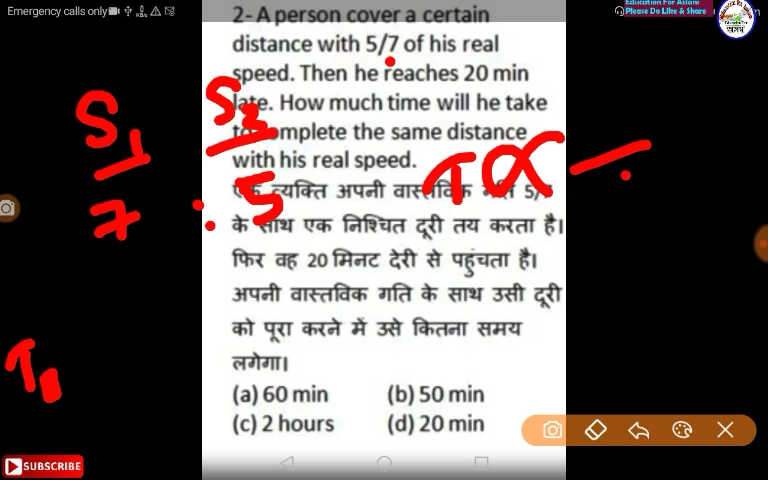 Emergency calls only
Education For Assam
Please Do Like & Share
2- A person cover a certain
distance with 5/7 of his real
speed. Then he reaches 20 min
late. How much time will he take
to complete the same distance
with his real speed.
S1 S2
7 : 5
T ∝
एक व्यक्ति अपनी वास्तविक गति 5/7
के साथ एक निश्चित दूरी तय करता है।
फिर वह 20 मिनट देरी से पहुंचता है।
अपनी वास्तविक गति के साथ उसी दूरी
को पूरा करने में उसे कितना समय
लगेगा।
T
(a) 60 min (b) 50 min
(c) 2 hours (d) 20 min
SUBSCRIBE